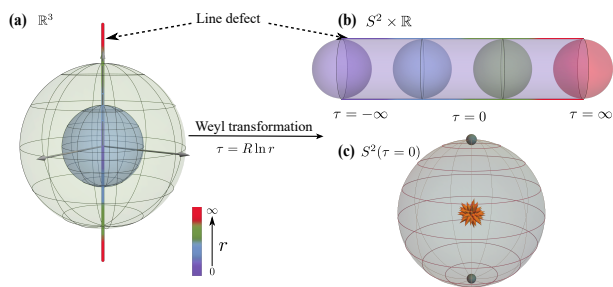 (a) ℝ³
Line defect
(b) S² × ℝ
τ = −∞
τ = 0
τ = ∞
Weyl transformation
τ = R ln r
(c) S²(τ = 0)
∞
r
0